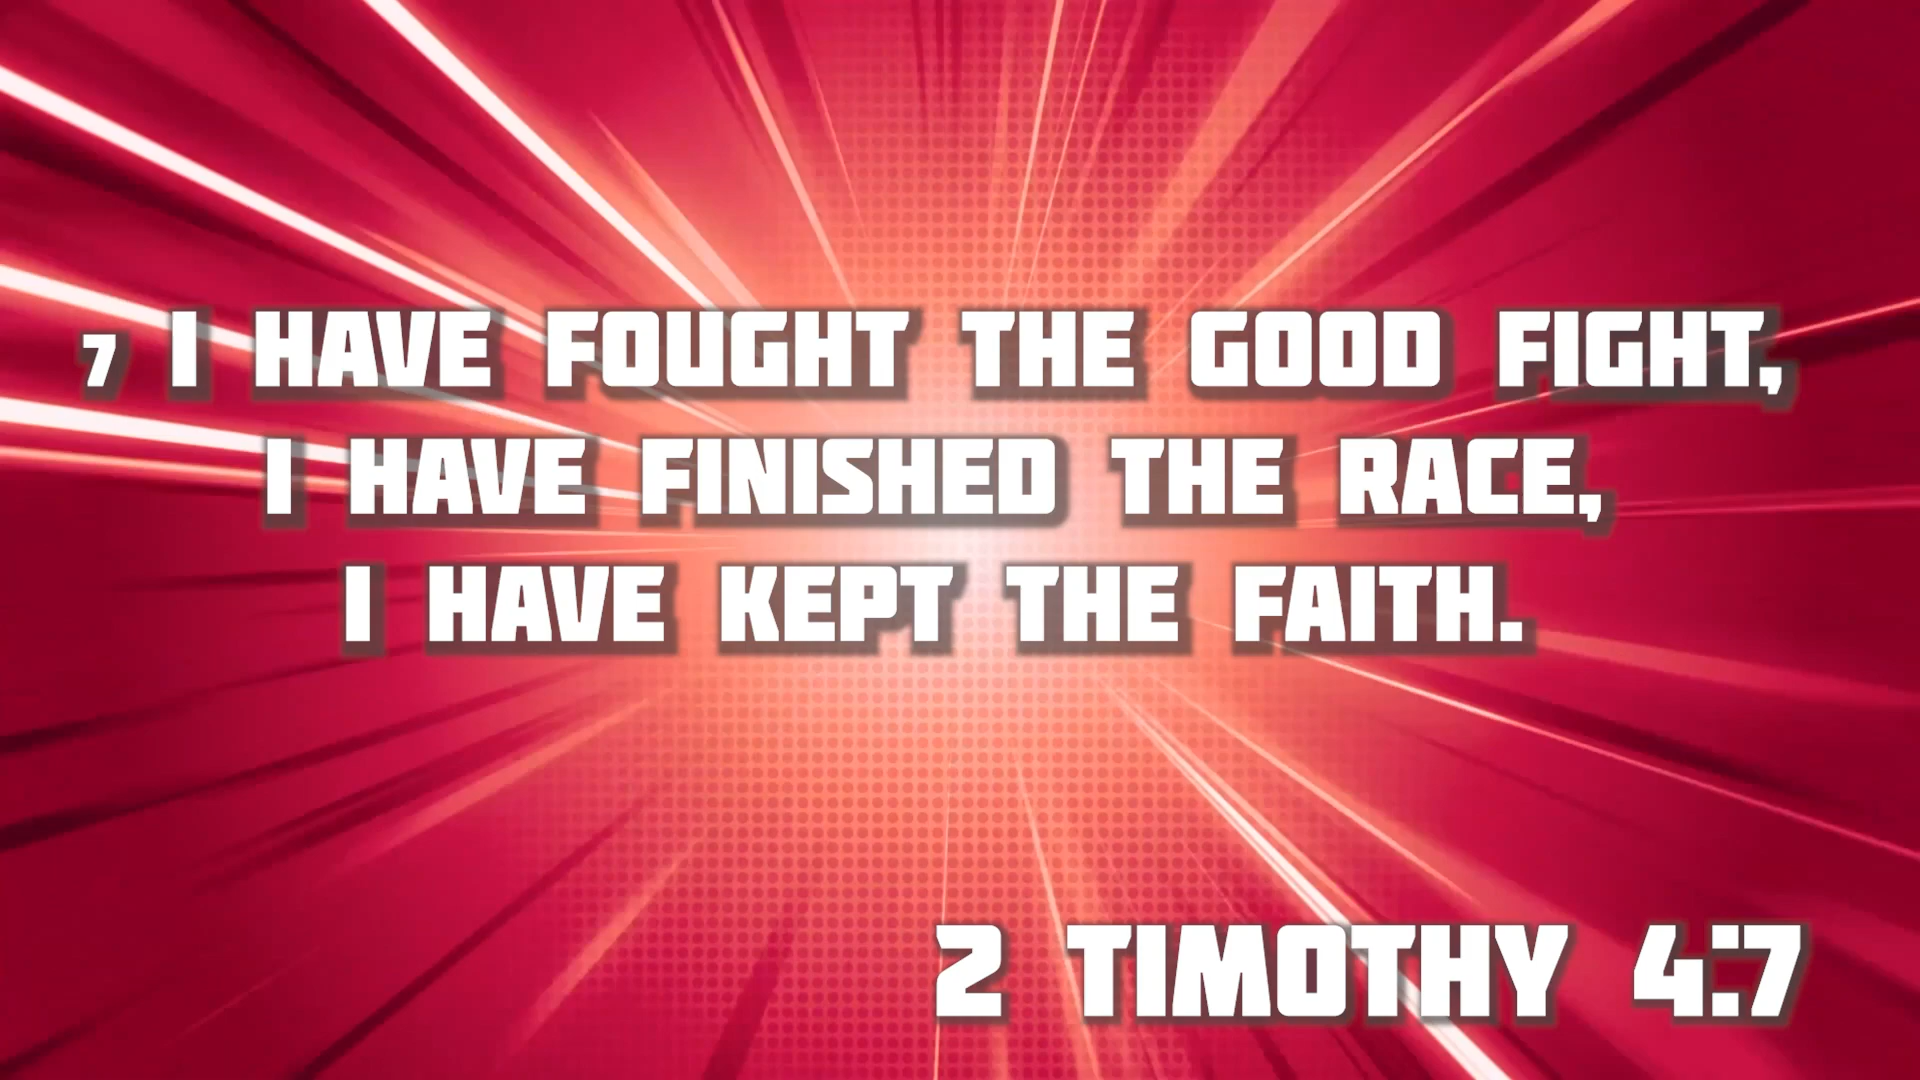 7 I HAVE FOUGHT THE GOOD FIGHT,
I HAVE FINISHED THE RACE,
I HAVE KEPT THE FAITH.
2 TIMOTHY 4:7